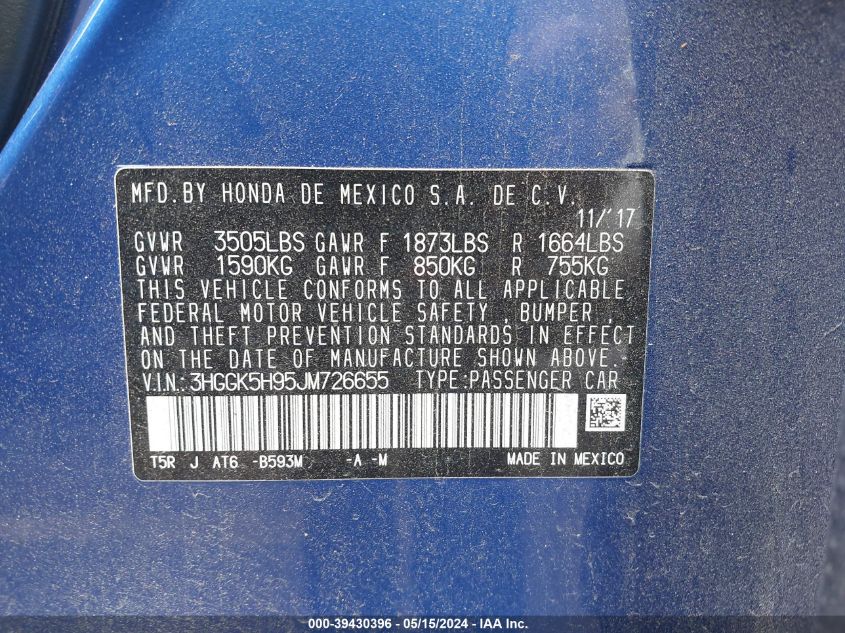 MFD.BY HONDA DE MEXICO S.A. DE C.V.
11/'17
GVWR 3505LBS GAWR F 1873LBS R 1664LBS
GVWR 1590KG GAWR F 850KG R 755KG
THIS VEHICLE CONFORMS TO ALL APPLICABLE
FEDERAL MOTOR VEHICLE SAFETY , BUMPER ,
AND THEFT PREVENTION STANDARDS IN EFFECT
ON THE DATE OF MANUFACTURE SHOWN ABOVE.
V.I.N.:3HGGK5H95JM726655 TYPE:PASSENGER CAR
T5R J AT6 -B593M -A -M MADE IN MEXICO
000-39430396 - 05/15/2024 - IAA Inc.